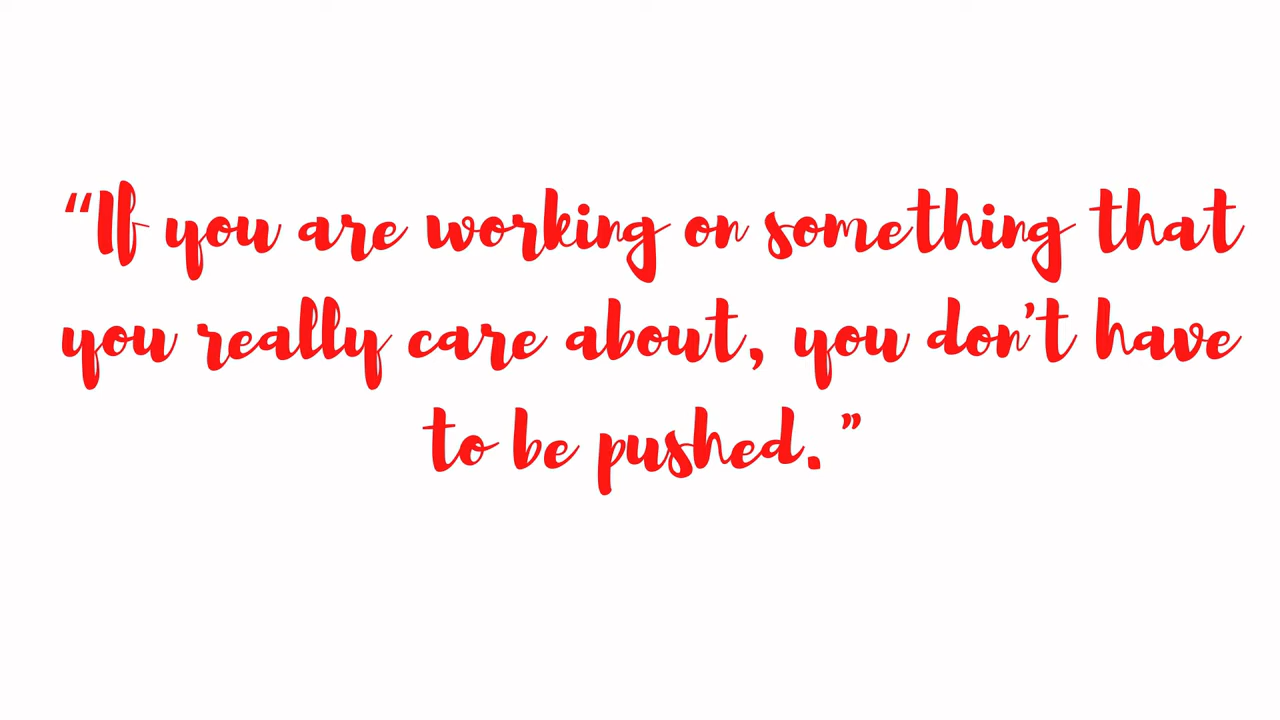 “If you are working on something that
you really care about, you don't have
to be pushed.”